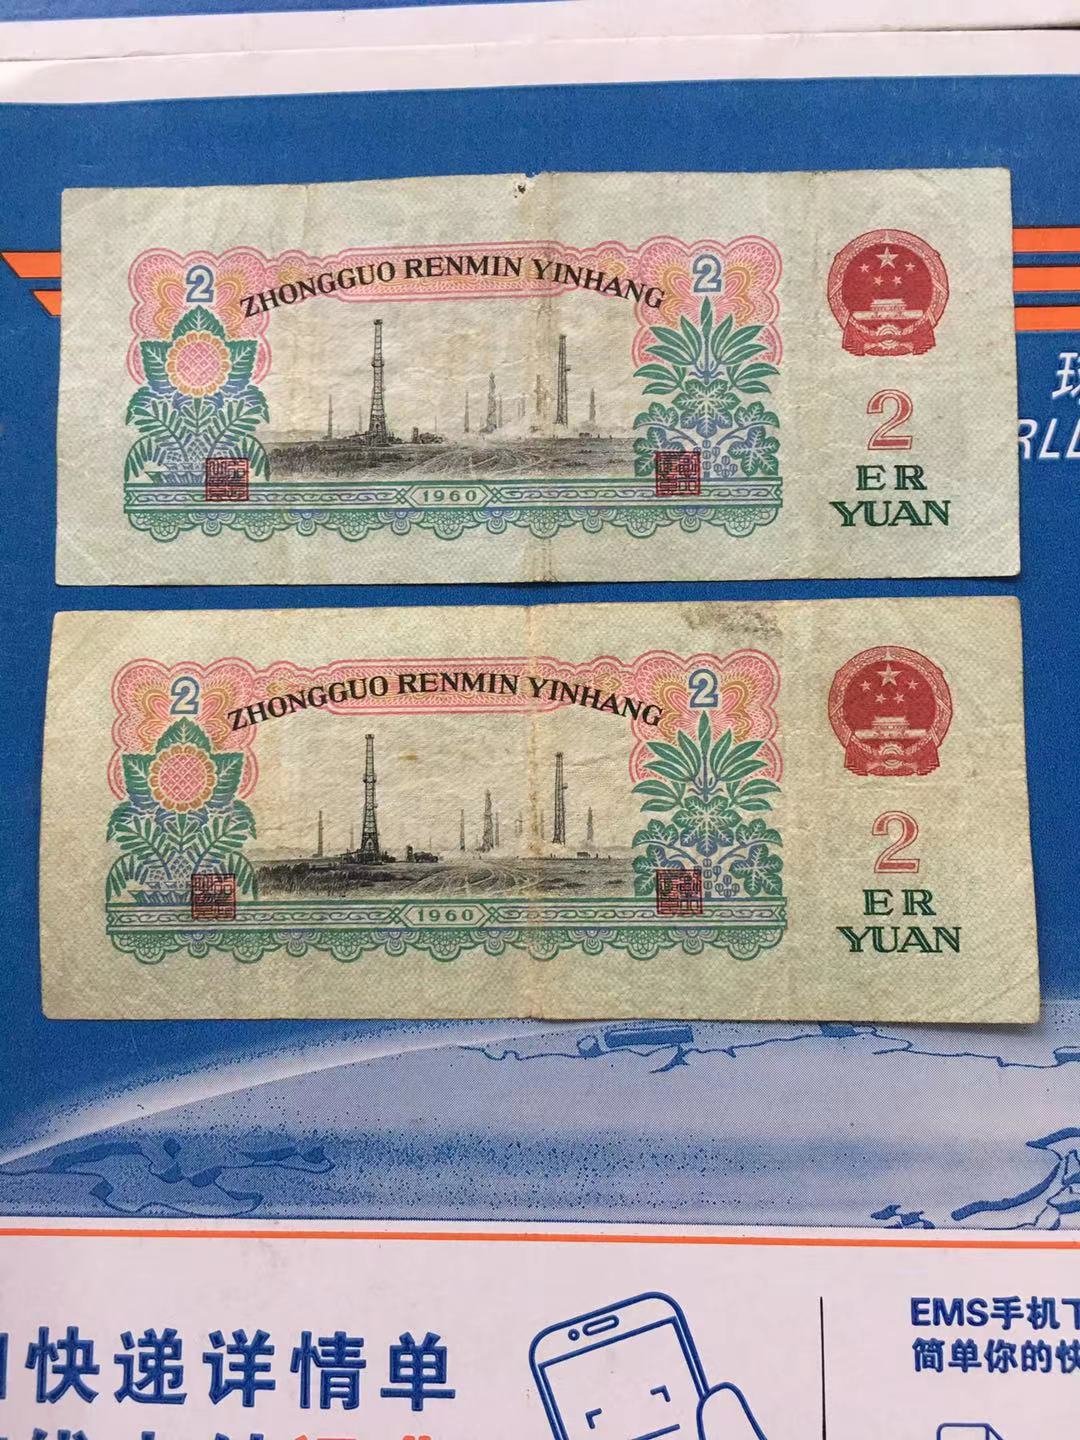 2
ZHONGGUO RENMIN YINHANG
2
1960
2
ER
YUAN
2
ZHONGGUO RENMIN YINHANG
2
1960
2
ER
YUAN
快递详情单
EMS手机
简单你的快